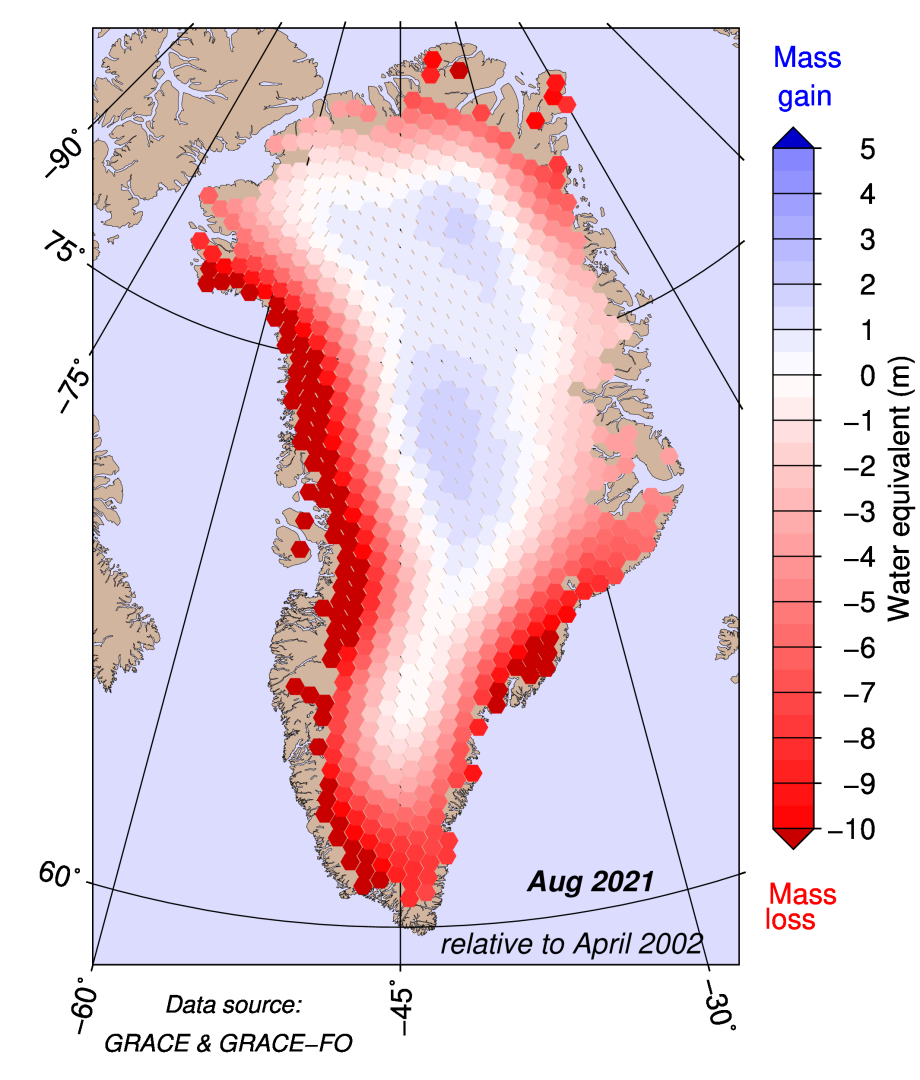 Mass
gain
5
4
3
2
1
0
−1
−2
−3
−4
−5
−6
−7
−8
−9
−10
Water equivalent (m)
Mass
loss
−90°
75°
−75°
60°
Aug 2021
relative to April 2002
−60°
−45°
−30°
Data source:
GRACE & GRACE−FO